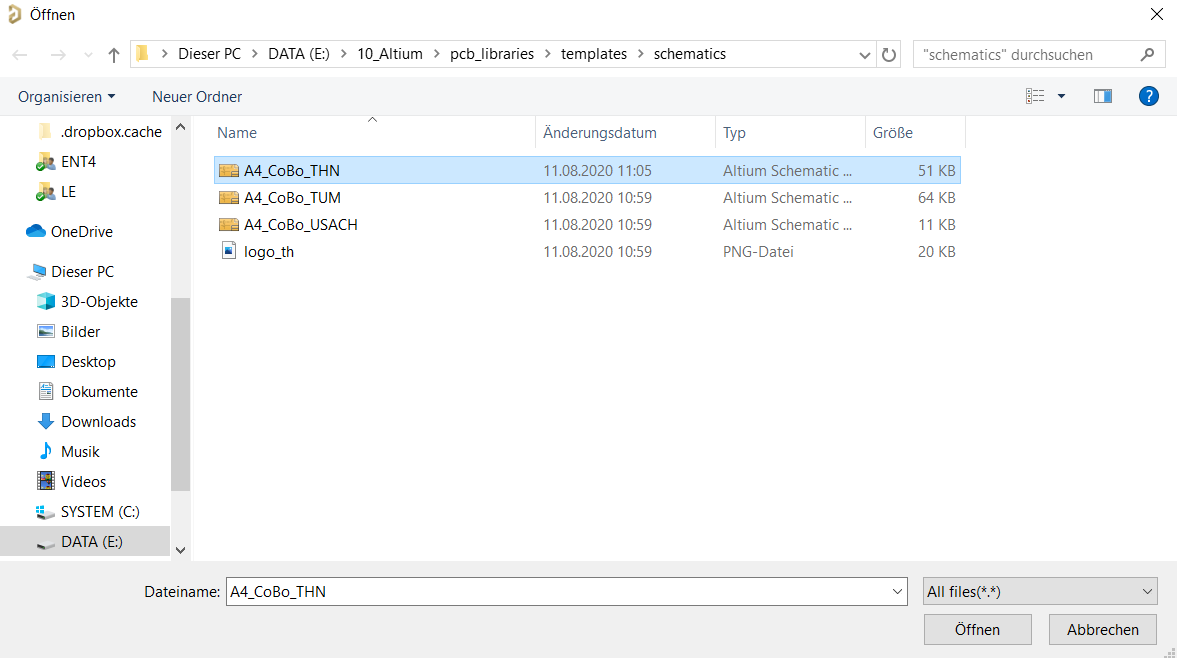 Öffnen
Dieser PC > DATA (E:) > 10_Altium > pcb_libraries > templates > schematics
"schematics" durchsuchen
Organisieren
Neuer Ordner
?
.dropbox.cache
ENT4
LE
OneDrive
Dieser PC
3D-Objekte
Bilder
Desktop
Dokumente
Downloads
Musik
Videos
SYSTEM (C:)
DATA (E:)
Name Änderungsdatum Typ Größe
A4_CoBo_THN 11.08.2020 11:05 Altium Schematic ... 51 KB
A4_CoBo_TUM 11.08.2020 10:59 Altium Schematic ... 64 KB
A4_CoBo_USACH 11.08.2020 10:59 Altium Schematic ... 11 KB
logo_th 11.08.2020 10:59 PNG-Datei 20 KB
Dateiname: A4_CoBo_THN
All files(*.*)
Öffnen
Abbrechen